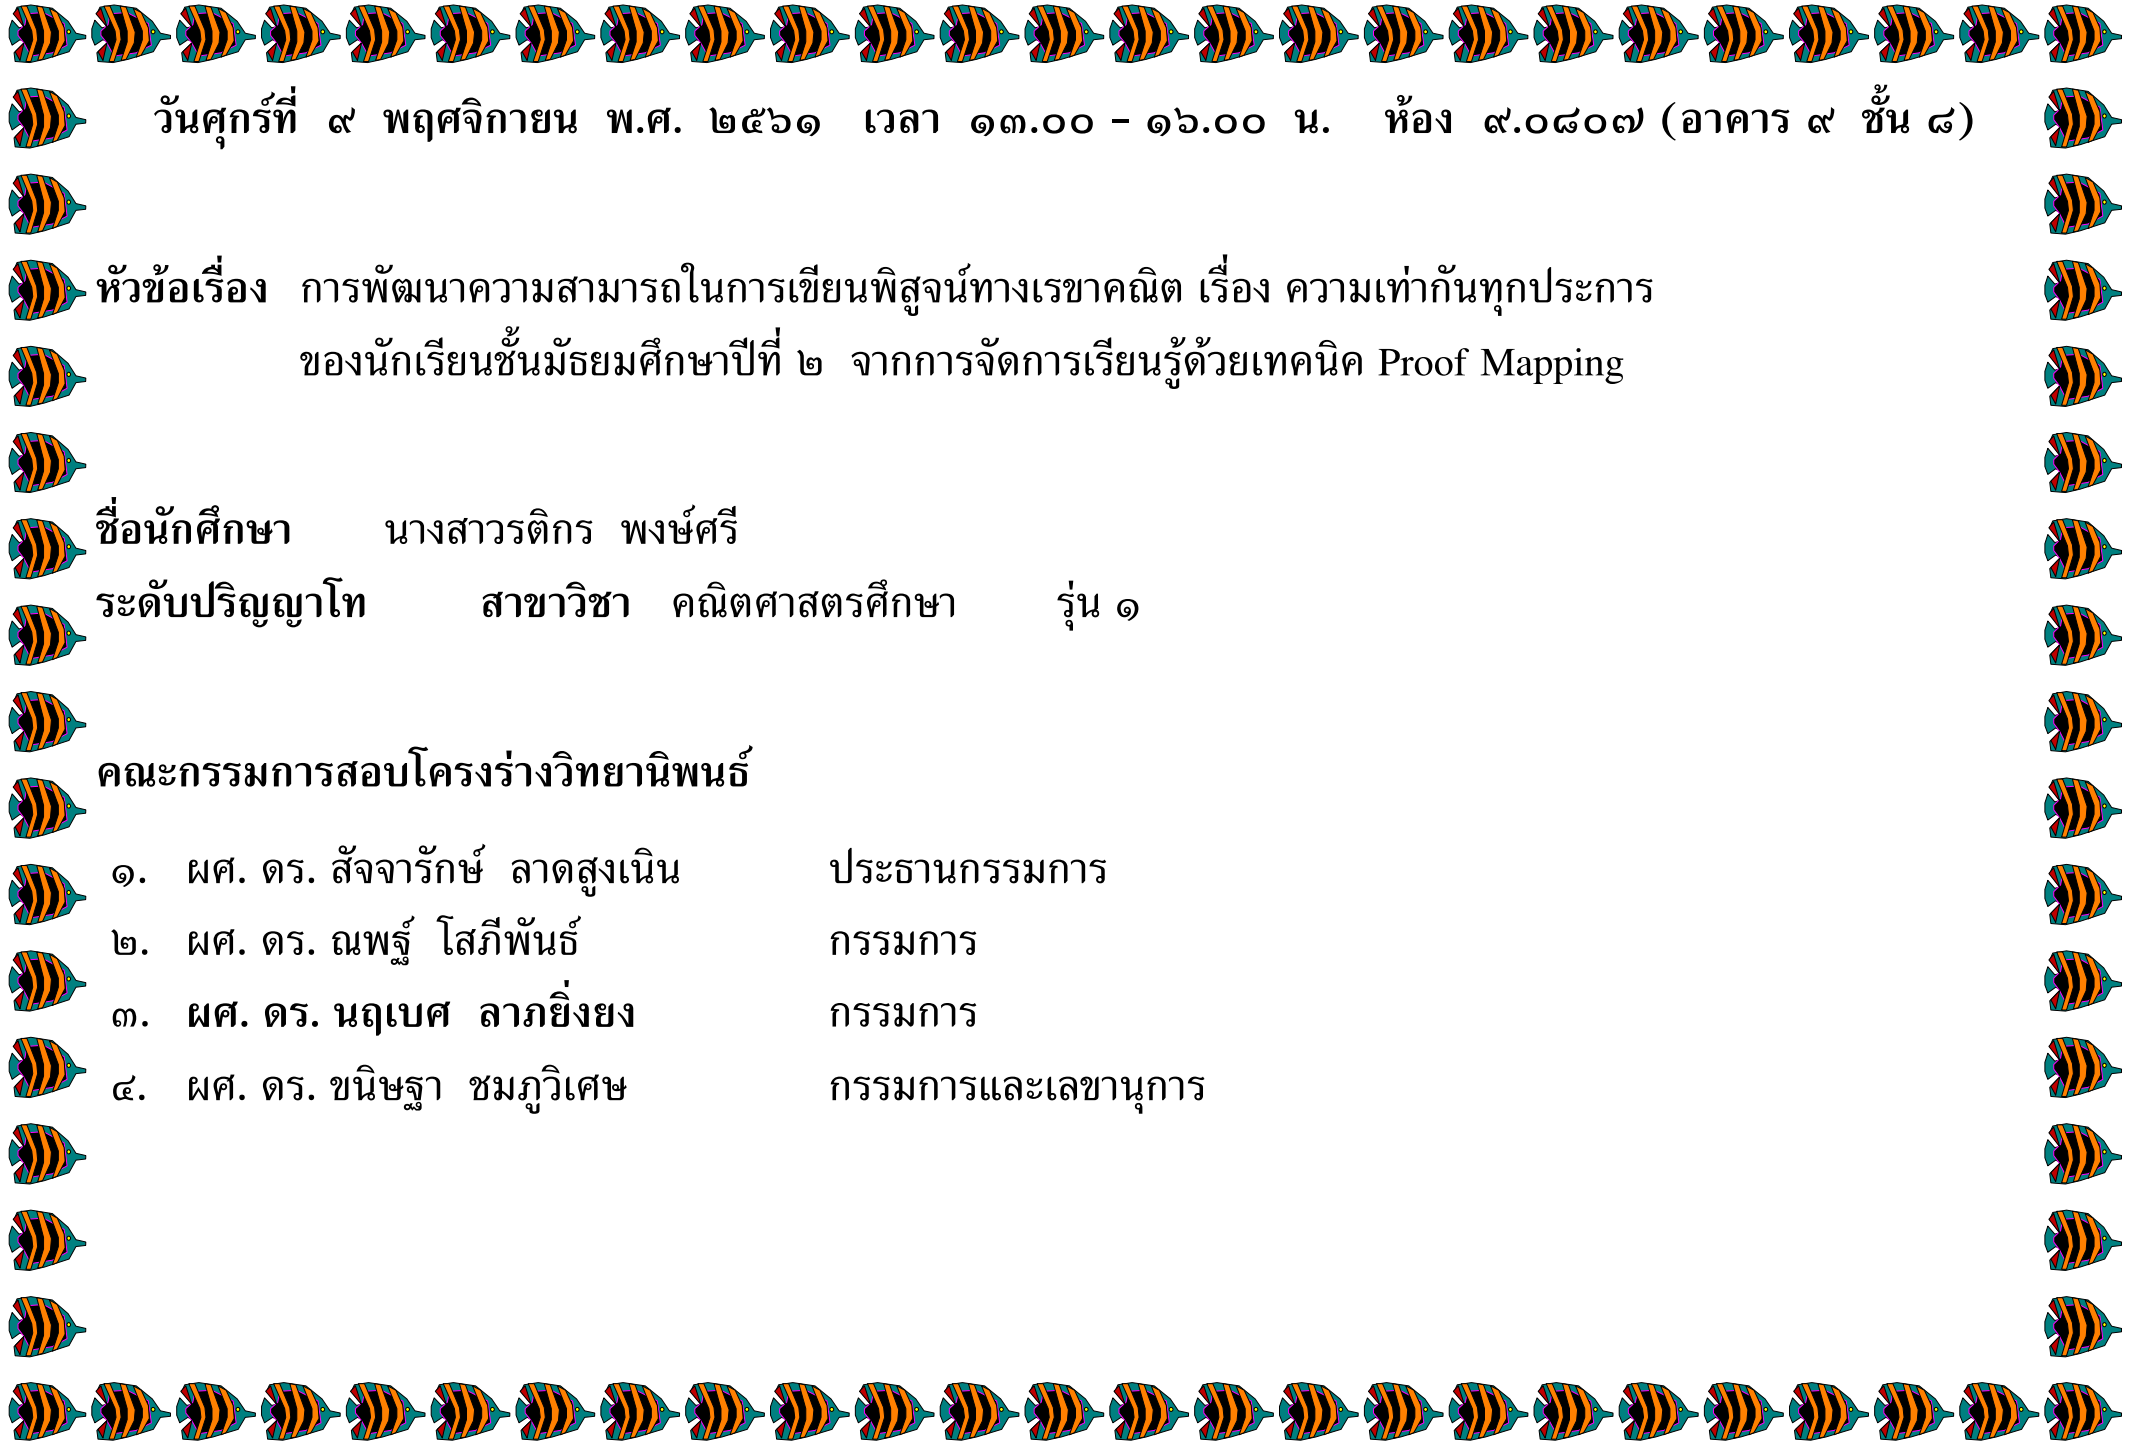 วันศุกร์ที่ ๙ พฤศจิกายน พ.ศ. ๒๕๖๑ เวลา ๑๓.๐๐ - ๑๖.๐๐ น. ห้อง ๙.๐๘๐๗ (อาคาร ๙ ชั้น ๘)
หัวข้อเรื่อง การพัฒนาความสามารถในการเขียนพิสูจน์ทางเรขาคณิต เรื่อง ความเท่ากันทุกประการ
ของนักเรียนชั้นมัธยมศึกษาปีที่ ๒ จากการจัดการเรียนรู้ด้วยเทคนิค Proof Mapping
ชื่อนักศึกษา นางสาวรติกร พงษ์ศรี
ระดับปริญญาโท สาขาวิชา คณิตศาสตรศึกษา รุ่น ๑
คณะกรรมการสอบโครงร่างวิทยานิพนธ์
๑. ผศ. ดร. สัจจารักษ์ ลาดสูงเนิน ประธานกรรมการ
๒. ผศ. ดร. ณพฐ์ โสภีพันธ์ กรรมการ
๓. ผศ. ดร. นฤเบศ ลาภยิ่งยง กรรมการ
๔. ผศ. ดร. ขนิษฐา ชมภูวิเศษ กรรมการและเลขานุการ